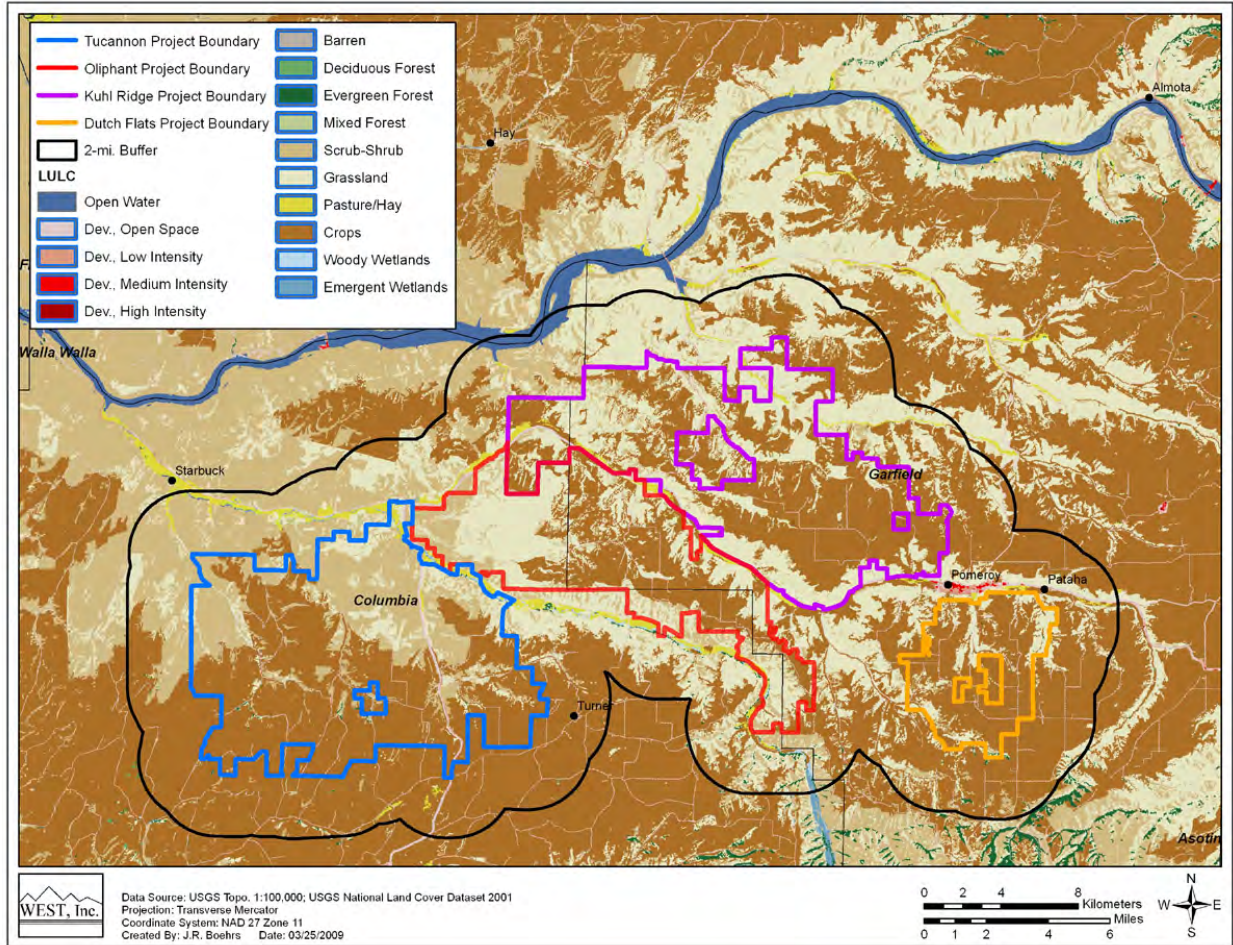 Tucannon Project Boundary
Oliphant Project Boundary
Kuhl Ridge Project Boundary
Dutch Flats Project Boundary
2-mi. Buffer
LULC
Open Water
Dev., Open Space
Dev., Low Intensity
Dev., Medium Intensity
Dev., High Intensity
Barren
Deciduous Forest
Evergreen Forest
Mixed Forest
Scrub-Shrub
Grassland
Pasture/Hay
Crops
Woody Wetlands
Emergent Wetlands
Almota
Hay
Walla Walla
Starbuck
Garfield
Pomeroy
Pataha
Columbia
Turner
Asotin
WEST, Inc.
Data Source: USGS Topo. 1:100,000; USGS National Land Cover Dataset 2001
Projection: Transverse Mercator
Coordinate System: NAD 27 Zone 11
Created By: J.R. Boehrs Date: 03/25/2009
0 2 4 8
Kilometers
Miles
0 2 4 6
N
W E
S